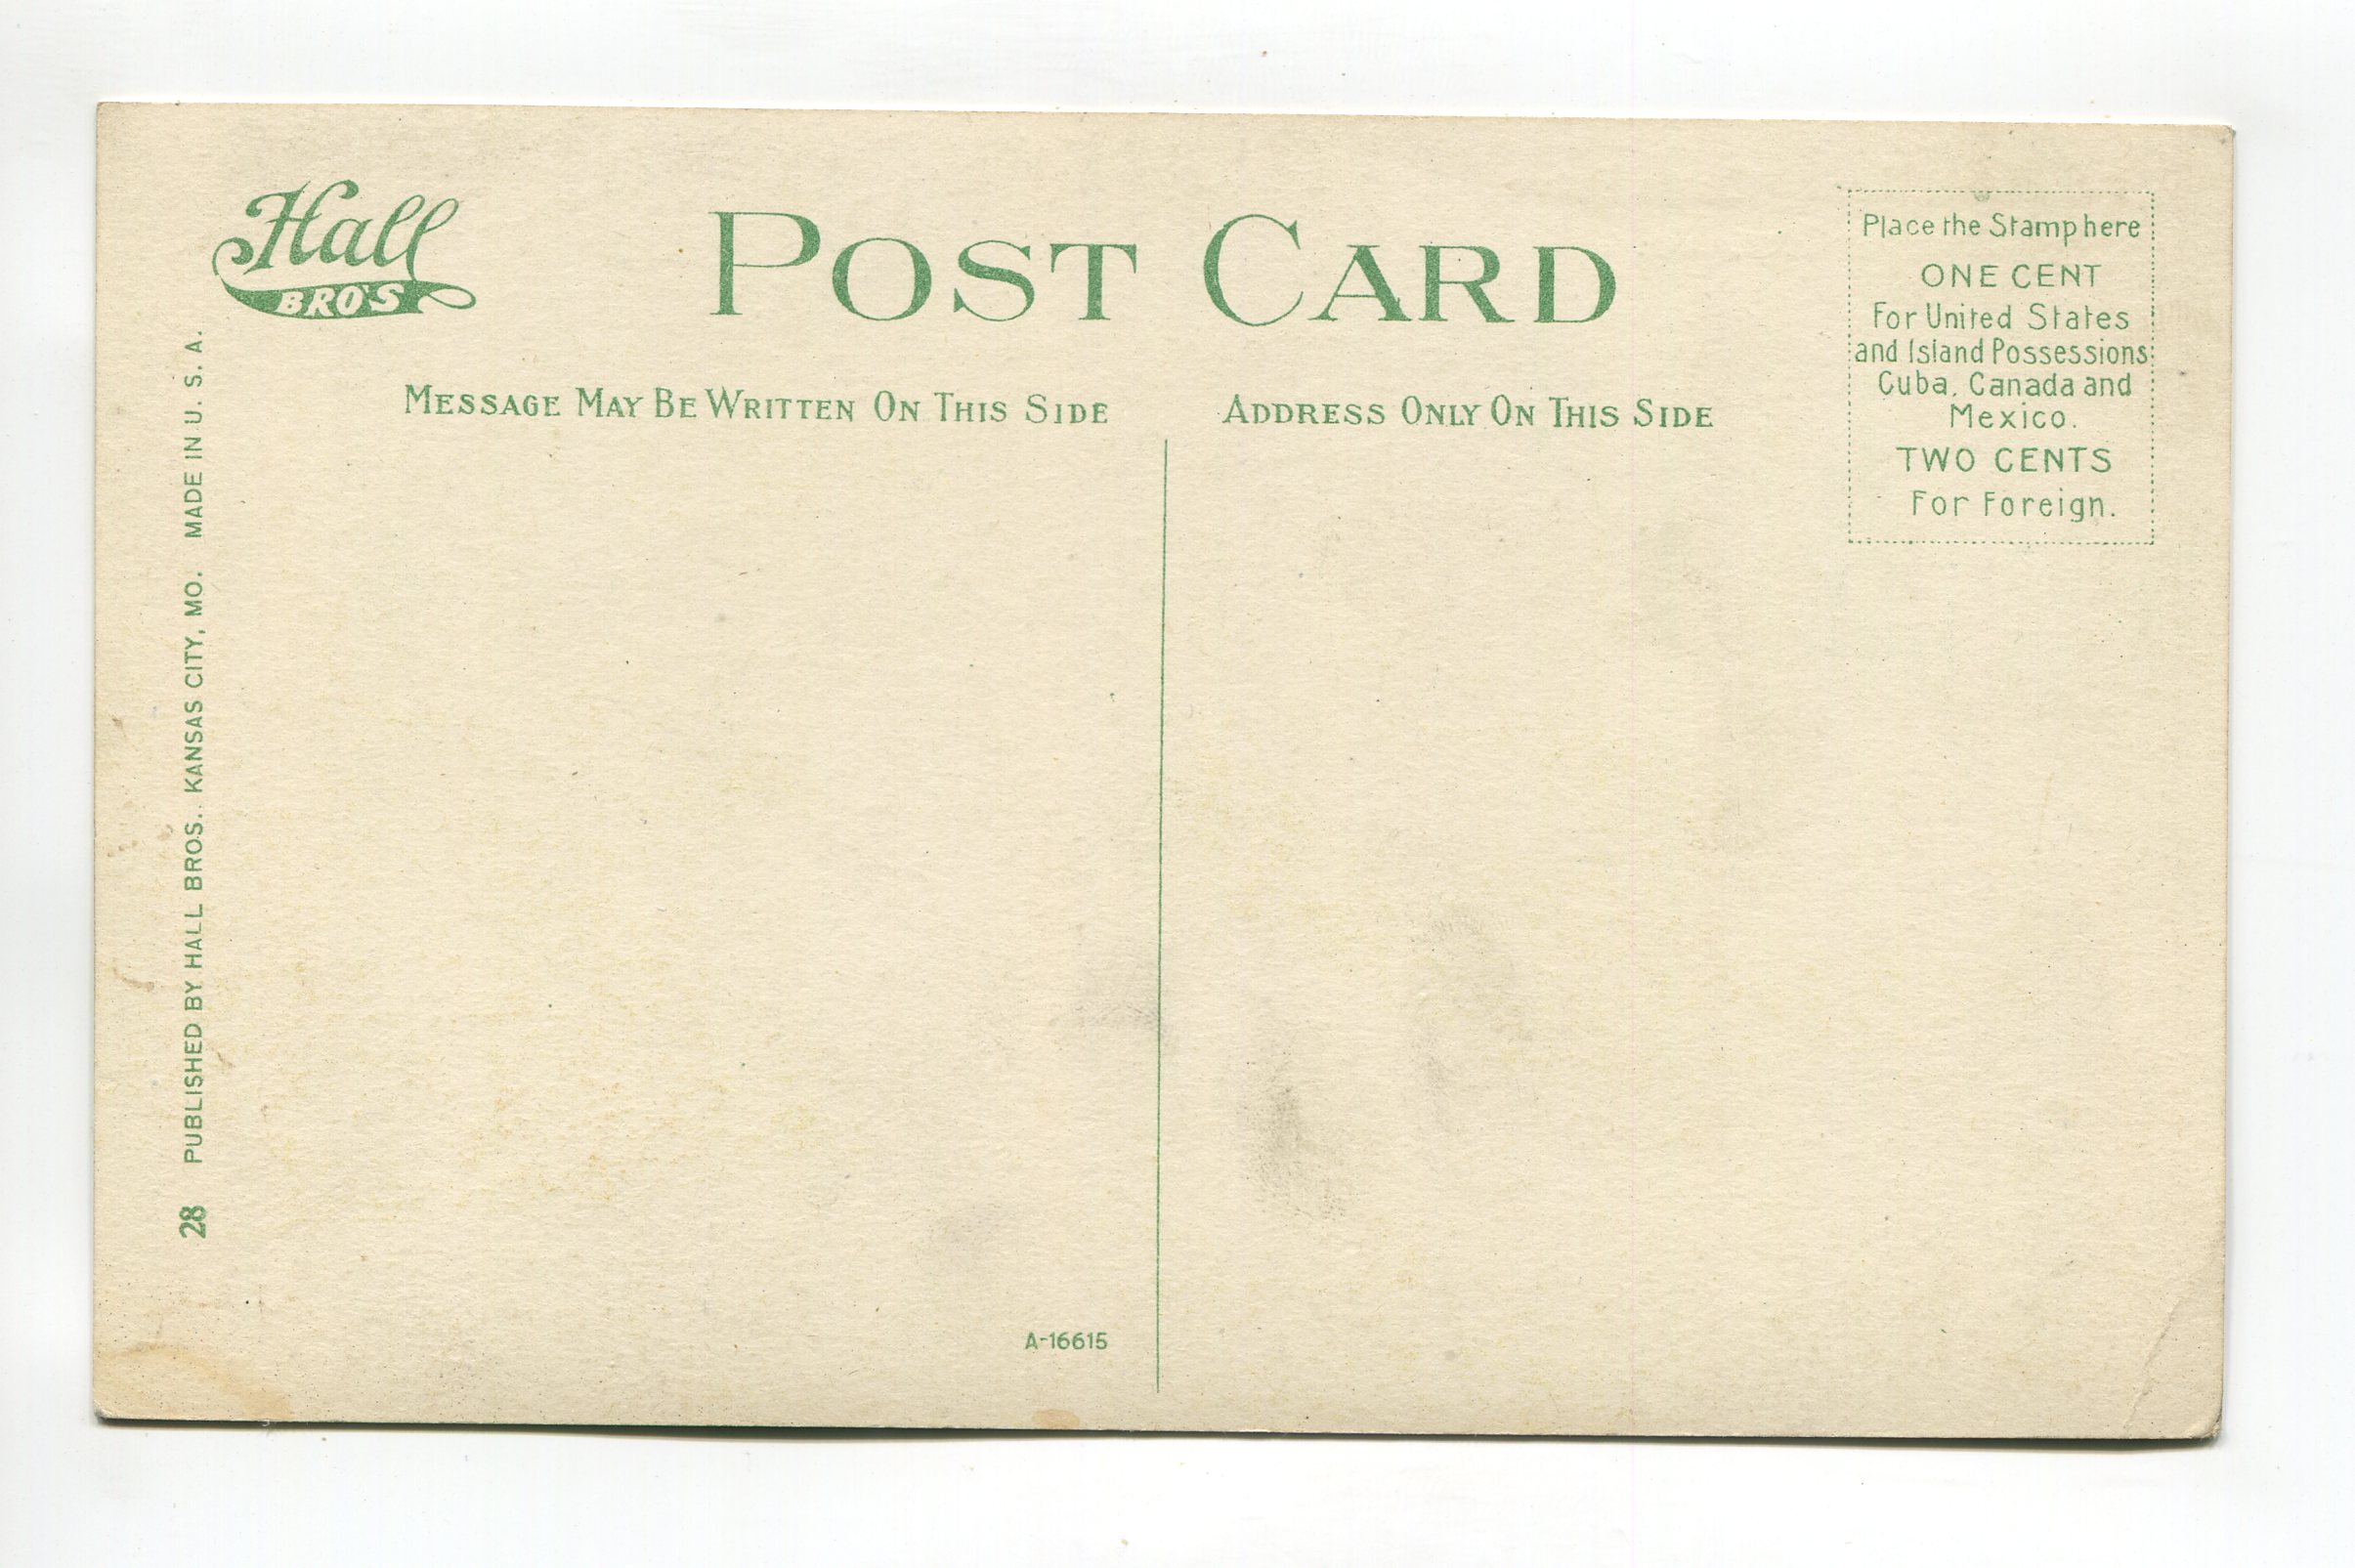 Hall
BRO'S
POST CARD
MESSAGE MAY BE WRITTEN ON THIS SIDE
ADDRESS ONLY ON THIS SIDE
Place the Stamp here
ONE CENT
For United States
and Island Possessions
Cuba, Canada and
Mexico.
TWO CENTS
For Foreign.
28 PUBLISHED BY HALL BROS., KANSAS CITY, MO. MADE IN U. S. A.
A-16615